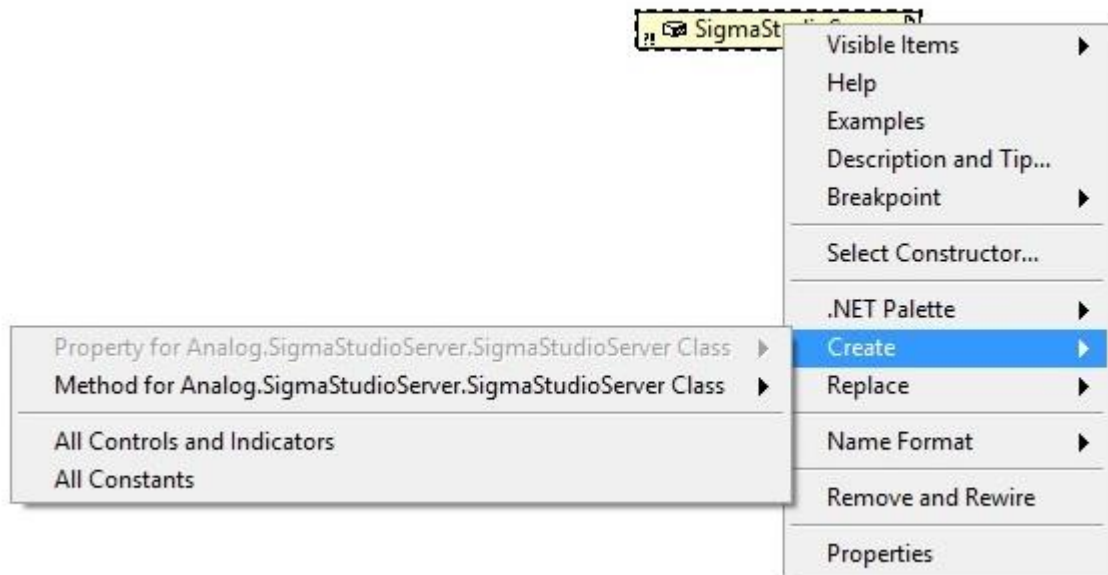 SigmaSt
Visible Items
Help
Examples
Description and Tip...
Breakpoint
Select Constructor...
.NET Palette
Create
Replace
Name Format
Remove and Rewire
Properties
Property for Analog.SigmaStudioServer.SigmaStudioServer Class
Method for Analog.SigmaStudioServer.SigmaStudioServer Class
All Controls and Indicators
All Constants